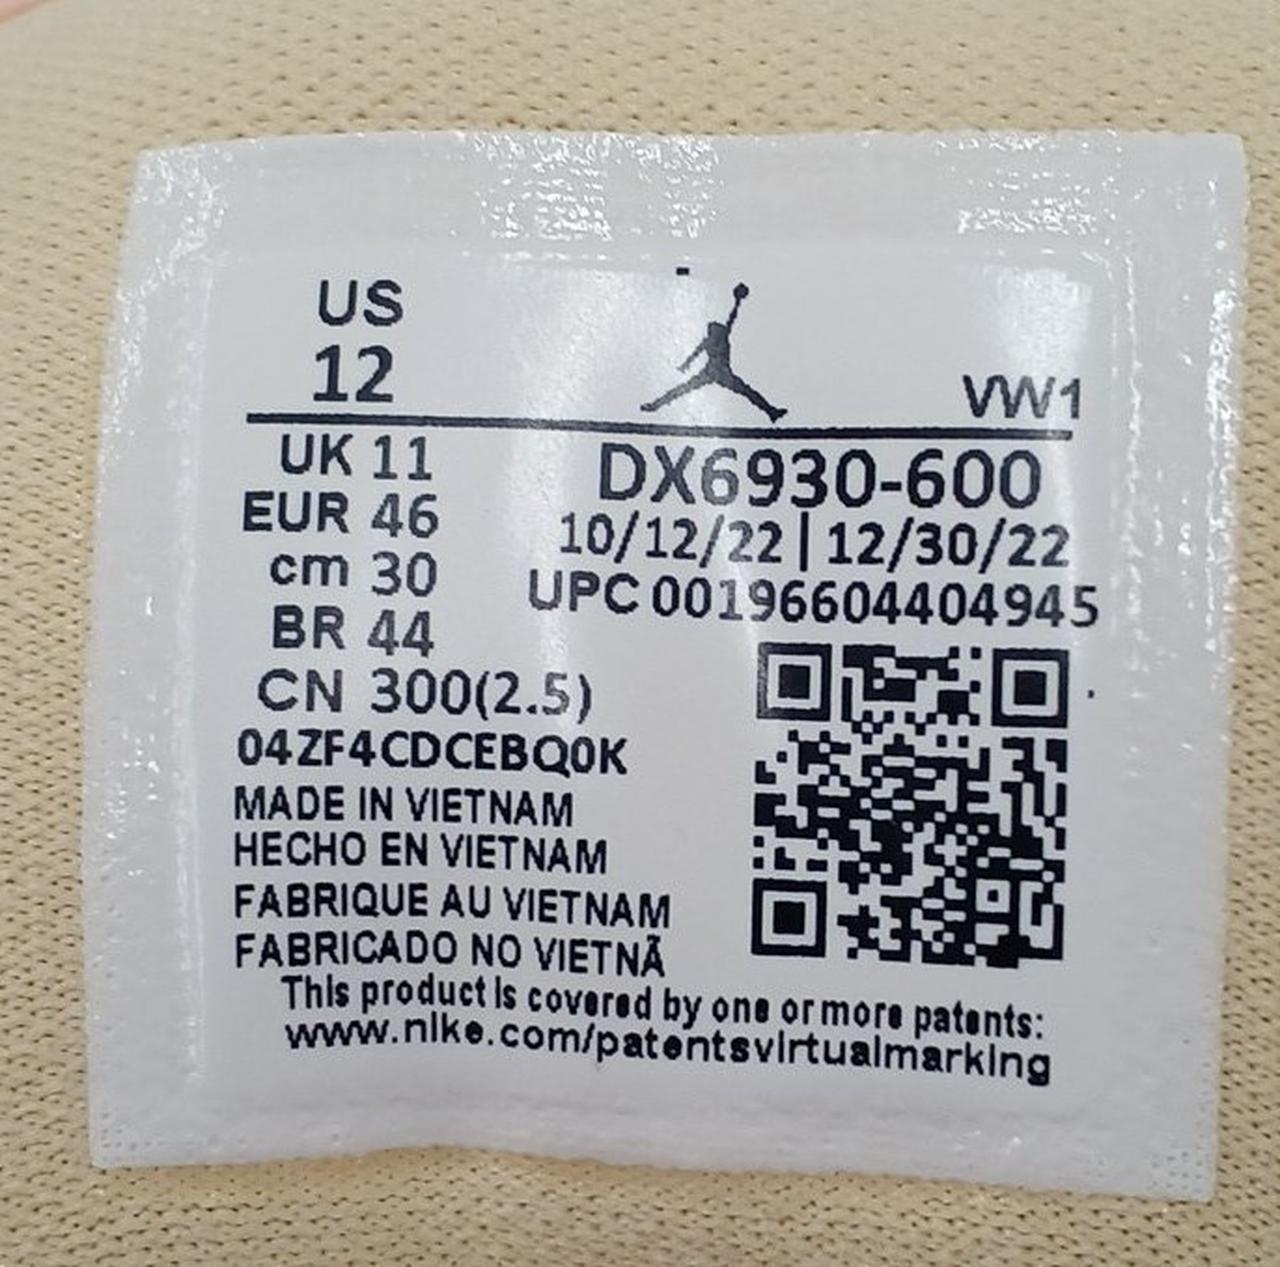 US
12
VW1
UK 11
EUR 46
cm 30
BR 44
CN 300(2.5)
DX6930-600
10/12/22 | 12/30/22
UPC 00196604404945
04ZF4CDCEBQ0K
MADE IN VIETNAM
HECHO EN VIETNAM
FABRIQUE AU VIETNAM
FABRICADO NO VIETNÃ
This product is covered by one or more patents:
www.nike.com/patentsvirtualmarking